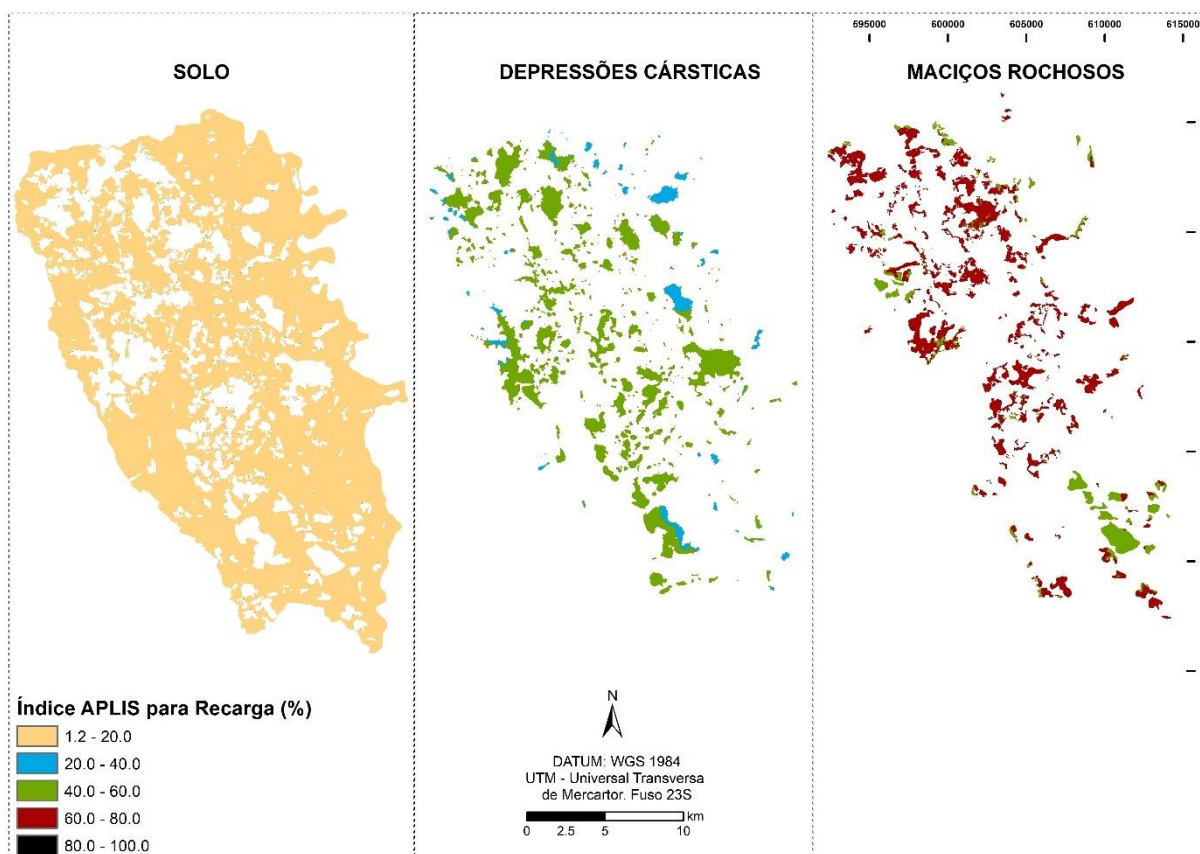 SOLO
DEPRESSÕES CÁRSTICAS
595000 600000 605000 610000 615000
MACIÇOS ROCHOSOS
Índice APLIS para Recarga (%)
1.2 - 20.0
20.0 - 40.0
40.0 - 60.0
60.0 - 80.0
80.0 - 100.0
N
DATUM: WGS 1984
UTM - Universal Transversa
de Mercartor. Fuso 23S
km
0 2.5 5 10